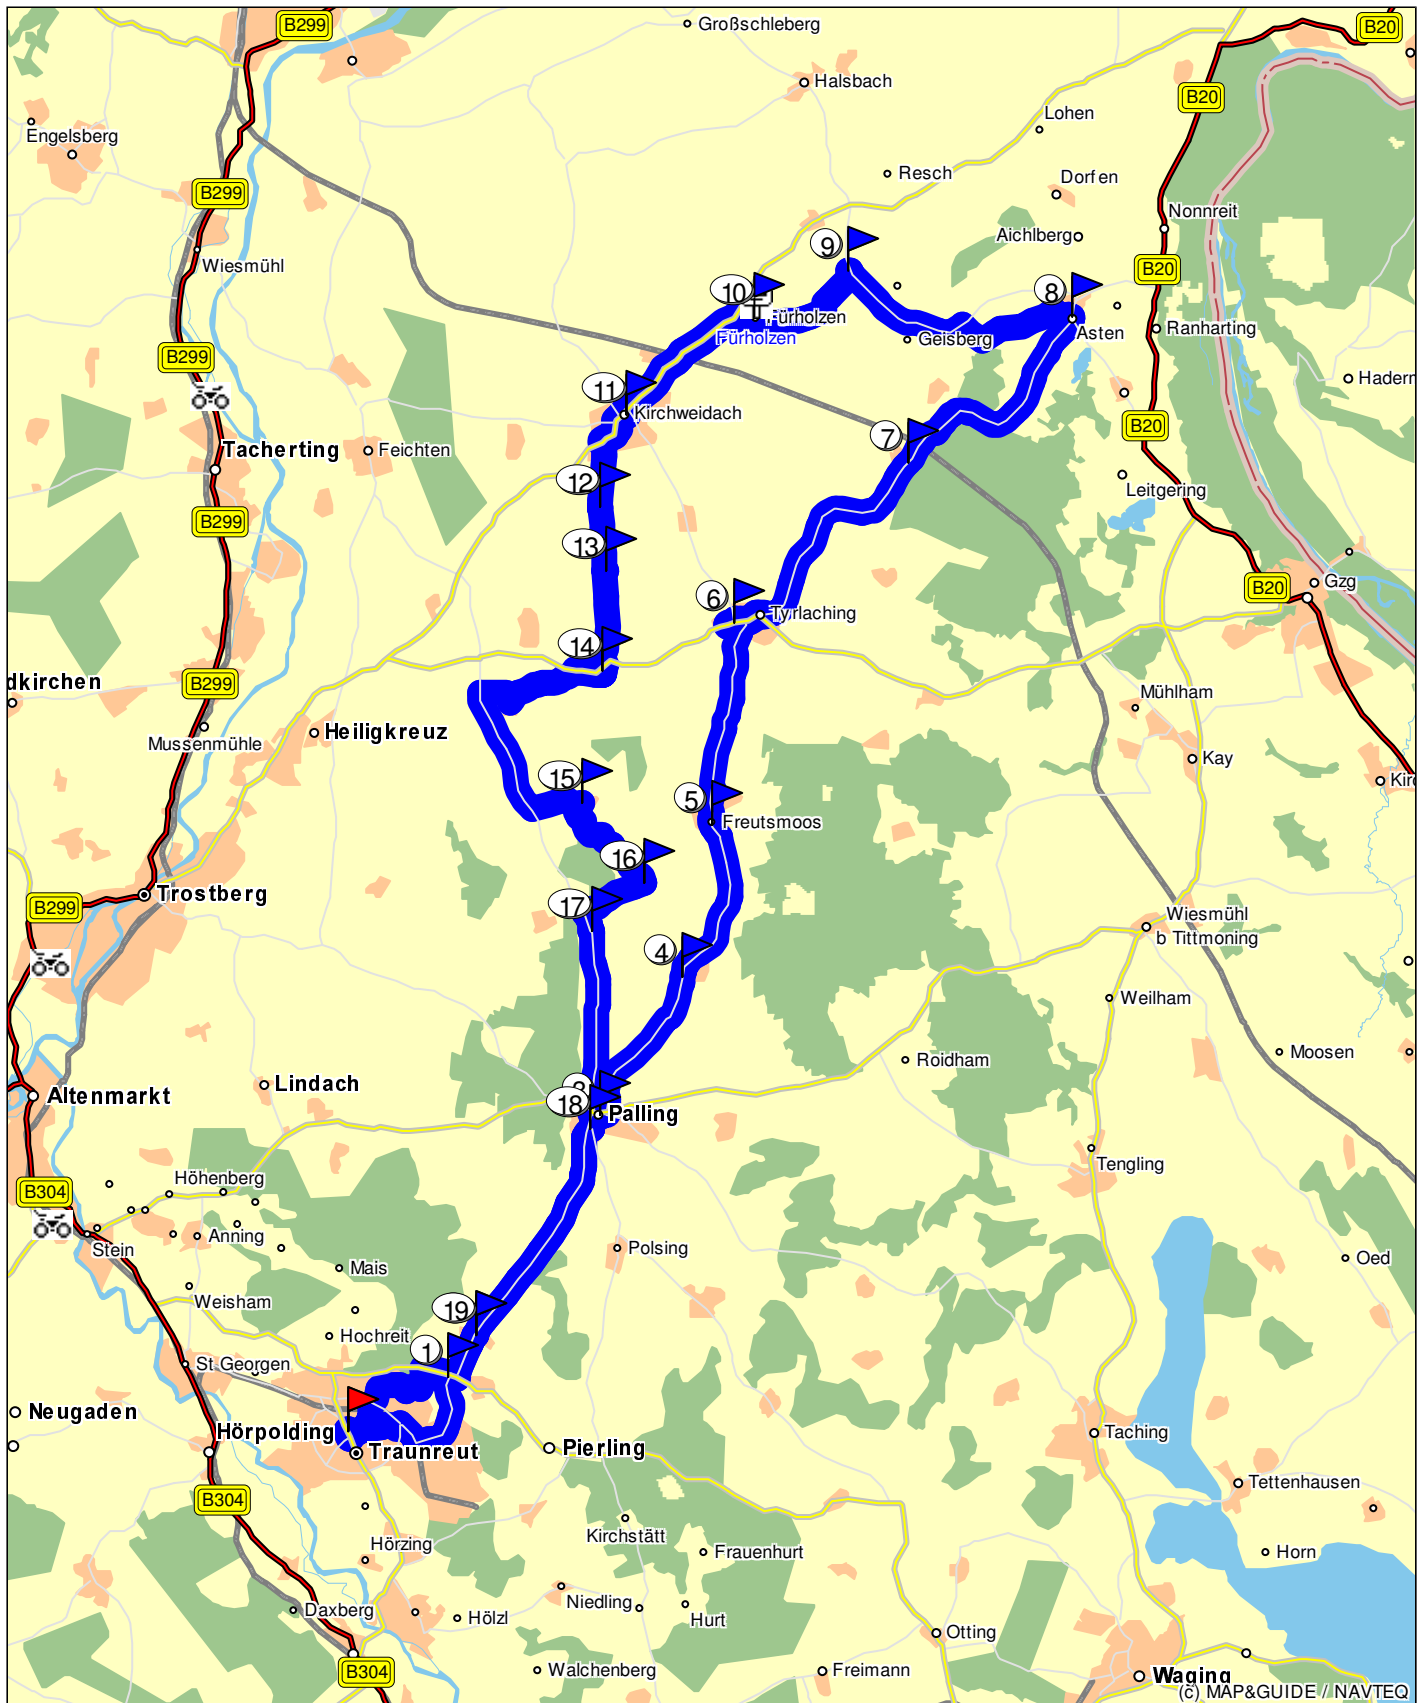 B299
Großschleberg
B20
Halsbach
B20
Lohen
Engelsberg
Resch
Dorfen
B299
Nonnreit
Aichlberg
9
Wiesmühl
B20
10
8
Fürholzen
Ranharting
Asten
Fürholzen
Geisberg
B299
11
Kirchweidach
B20
Tacherting
Feichten
7
12
Leitgering
B299
13
Gzg
B20
6
Tyrlaching
14
dkirchen
B299
Mühlham
Heiligkreuz
Mussenmühle
Kay
15
5
Freutsmoos
16
Trostberg
B299
17
Wiesmühl
b Tittmoning
4
Weilham
Moosen
Roidham
Lindach
Altenmarkt
18
Palling
Tengling
Höhenberg
B304
Anning
Stein
Polsing
Oed
Mais
Weisham
19
Hochreit
1
St.Georgen
Neugaden
Hörpolding
Traunreut
Pierling
Taching
Tettenhausen
B304
Kirchstätt
Hörzing
Frauenhurt
Horn
Niedling
Daxberg
Hölzl
Hurt
Otting
B304
Walchenberg
Freimann
Waging
(c) MAP&GUIDE / NAVTEQ